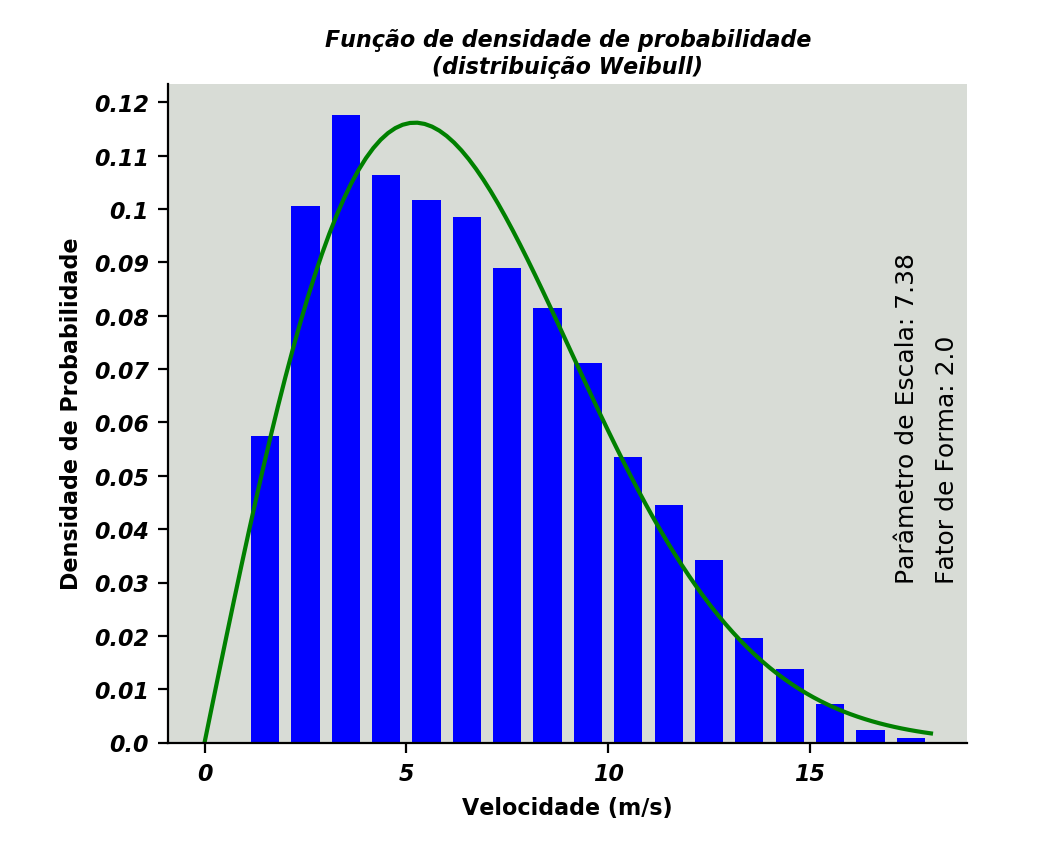 Função de densidade de probabilidade
(distribuição Weibull)
Densidade de Probabilidade
0.12
0.11
0.1
0.09
0.08
0.07
0.06
0.05
0.04
0.03
0.02
0.01
0.0
Parâmetro de Escala: 7.38
Fator de Forma: 2.0
0
5
10
15
Velocidade (m/s)